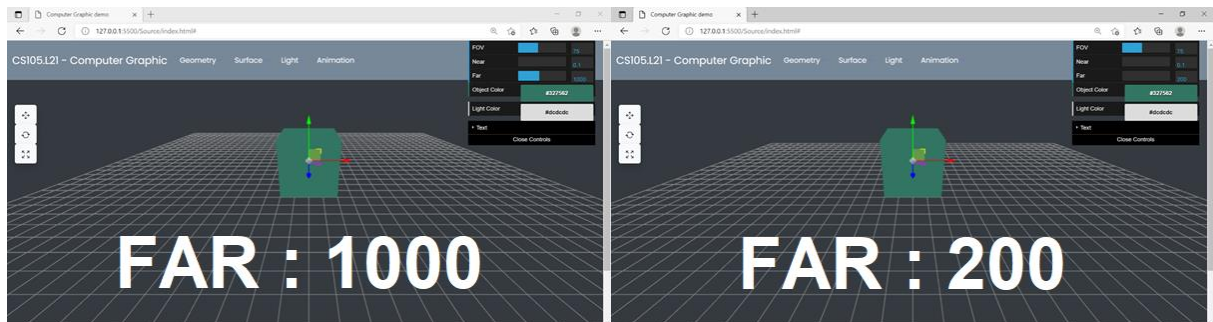 Computer Graphic demo
127.0.0.1:5500/Source/index.html#
CS105.L21 - Computer Graphic Geometry Surface Light Animation
FOV 75
Near 0.1
Far 1000
Object Color #327562
Light Color #dcdcdc
Text
Close Controls
FAR : 1000
Computer Graphic demo
127.0.0.1:5500/Source/index.html#
CS105.L21 - Computer Graphic Geometry Surface Light Animation
FOV 75
Near 0.1
Far 200
Object Color #327562
Light Color #dcdcdc
Text
Close Controls
FAR : 200